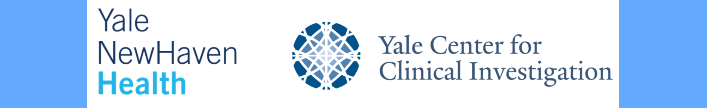 Yale
NewHaven
Health
Yale Center for
Clinical Investigation